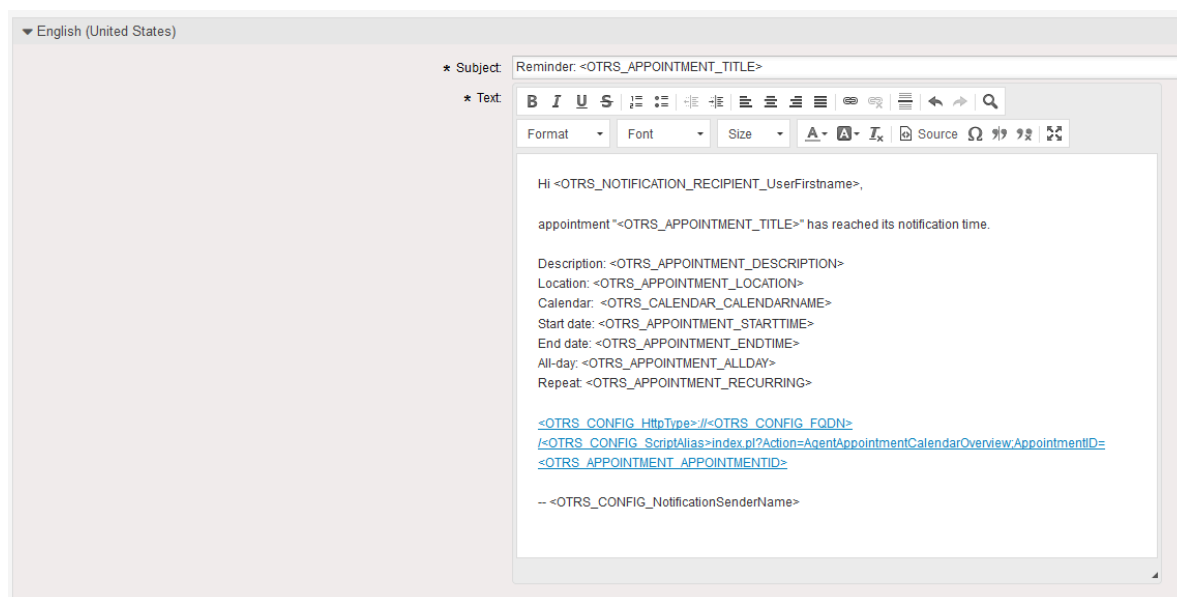 English (United States)
* Subject: Reminder: <OTRS_APPOINTMENT_TITLE>
* Text:
B I U S
Format Font Size A A Ix Source Ω
Hi <OTRS_NOTIFICATION_RECIPIENT_UserFirstname>,
appointment "<OTRS_APPOINTMENT_TITLE>" has reached its notification time.
Description: <OTRS_APPOINTMENT_DESCRIPTION>
Location: <OTRS_APPOINTMENT_LOCATION>
Calendar: <OTRS_CALENDAR_CALENDARNAME>
Start date: <OTRS_APPOINTMENT_STARTTIME>
End date: <OTRS_APPOINTMENT_ENDTIME>
All-day: <OTRS_APPOINTMENT_ALLDAY>
Repeat: <OTRS_APPOINTMENT_RECURRING>
<OTRS_CONFIG_HttpType>://<OTRS_CONFIG_FQDN>
/<OTRS_CONFIG_ScriptAlias>index.pl?Action=AgentAppointmentCalendarOverview;AppointmentID=
<OTRS_APPOINTMENT_APPOINTMENTID>
-- <OTRS_CONFIG_NotificationSenderName>